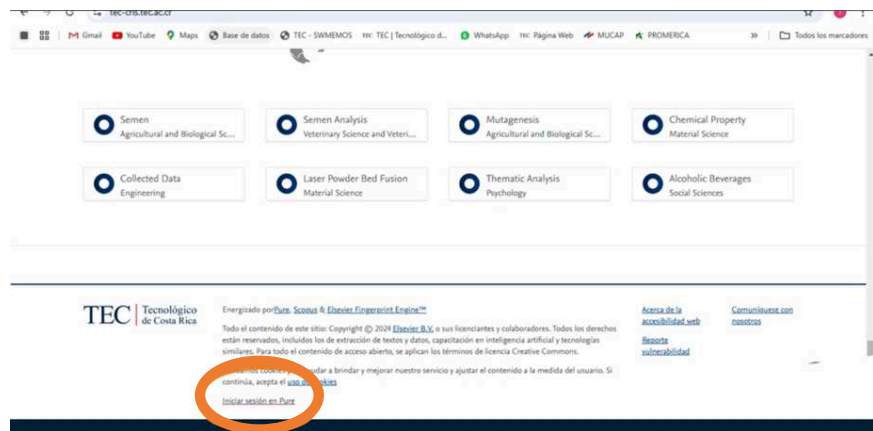 tec-cris.tec.ac.cr
Gmail YouTube Maps Base de datos TEC - SWMEMOS TEC | Tecnológico d... WhatsApp TEC Página Web MUCAP PROMERICA » Todos los marcadores
Semen
Agricultural and Biological Sc...
Semen Analysis
Veterinary Science and Veteri...
Mutagenesis
Agricultural and Biological Sc...
Chemical Property
Material Science
Collected Data
Engineering
Laser Powder Bed Fusion
Material Science
Thematic Analysis
Psychology
Alcoholic Beverages
Social Sciences
TEC | Tecnológico
de Costa Rica
Energizado por Pure, Scopus & Elsevier Fingerprint Engine™
Todo el contenido de este sitio: Copyright © 2024 Elsevier B.V. o sus licenciantes y colaboradores. Todos los derechos
están reservados, incluidos los de extracción de textos y datos, capacitación en inteligencia artificial y tecnologías
similares. Para todo el contenido de acceso abierto, se aplican los términos de licencia Creative Commons.
cookies ayudar a brindar y mejorar nuestro servicio y ajustar el contenido a la medida del usuario. Si
continúa, acepta el uso de cookies
Iniciar sesión en Pure
Acerca de la
accesibilidad web
Reporte
vulnerabilidad
Comuníquese con
nosotros